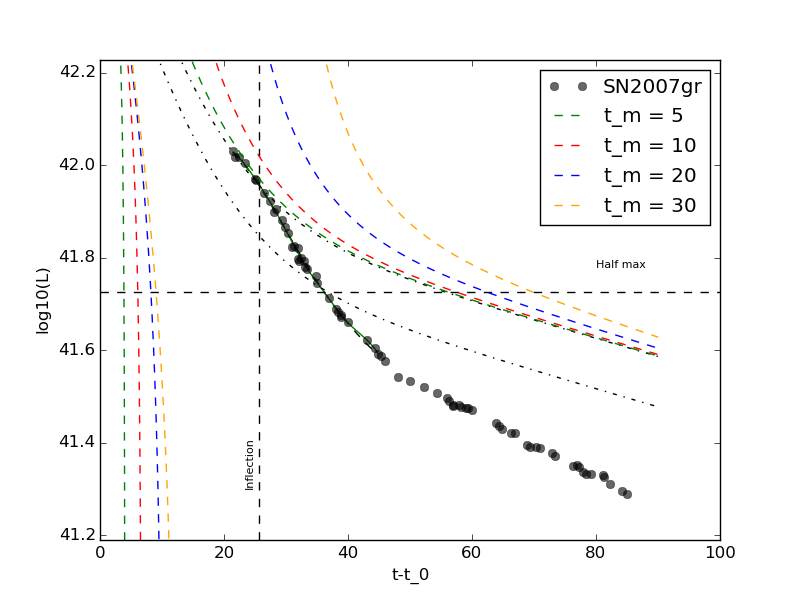 42.2
42.0
41.8
41.6
41.4
41.2
log10(L)
0
20
40
60
80
100
t-t_0
SN2007gr
t_m = 5
t_m = 10
t_m = 20
t_m = 30
Half max
Inflection